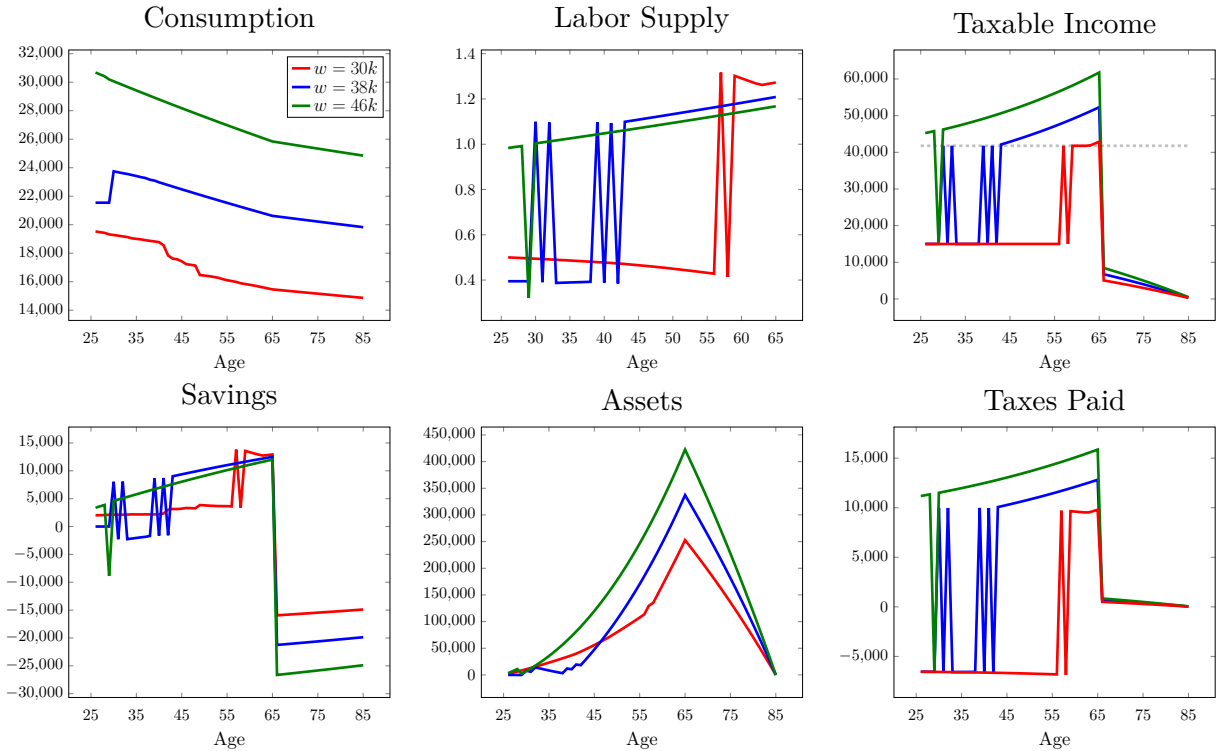 Consumption
32,000
30,000
28,000
26,000
24,000
22,000
20,000
18,000
16,000
14,000
w = 30k
w = 38k
w = 46k
25 35 45 55 65 75 85
Age
Labor Supply
1.4
1.2
1.0
0.8
0.6
0.4
25 30 35 40 45 50 55 60 65
Age
Taxable Income
60,000
50,000
40,000
30,000
20,000
10,000
0
25 35 45 55 65 75 85
Age
Savings
15,000
10,000
5,000
0
−5,000
−10,000
−15,000
−20,000
−25,000
−30,000
25 35 45 55 65 75 85
Age
Assets
450,000
400,000
350,000
300,000
250,000
200,000
150,000
100,000
50,000
0
25 35 45 55 65 75 85
Age
Taxes Paid
15,000
10,000
5,000
0
−5,000
25 35 45 55 65 75 85
Age